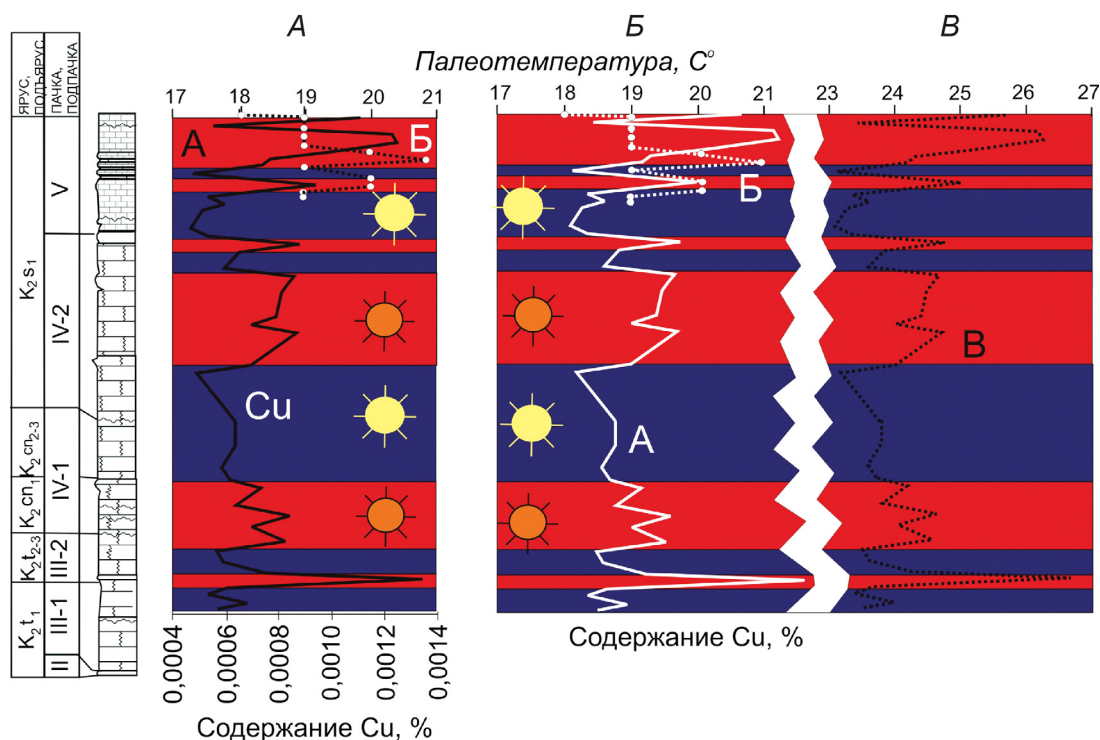 А Б В
Палеотемпература, С°
17 18 19 20 21
17 18 19 20 21 23 24 25 26 27
ЯРУС,
ПОДЪЯРУС,
ПАЧКА,
ПОДПАЧКА
А Б
Б
V
K₂s₁
IV-2
В
Cu
А
K₂cn₂₋₃
IV-1
K₂cn₁
K₂t₂₋₃
III-2
K₂t₁
III-1
II
0,0004 0,0006 0,0008 0,0010 0,0012 0,0014
Содержание Cu, %
Содержание Cu, %